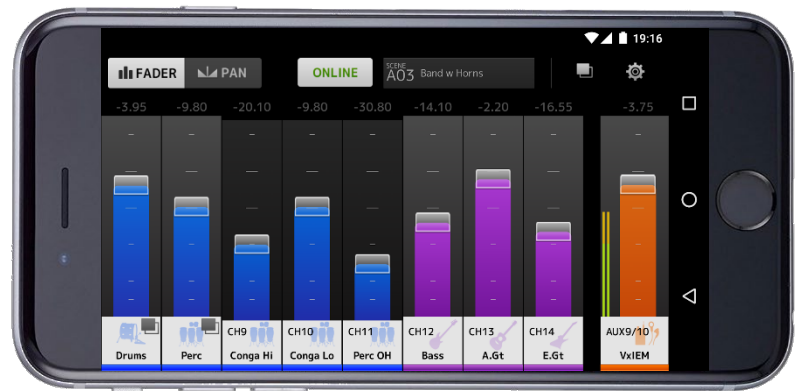 19:16
FADER PAN ONLINE SCENE A03 Band w Horns
-3.95 -9.80 -20.10 -9.80 -30.80 -14.10 -2.20 -16.55 -3.75
CH9 CH10 CH11 CH12 CH13 CH14 AUX9/10
Drums Perc Conga Hi Conga Lo Perc OH Bass A.Gt E.Gt VxIEM